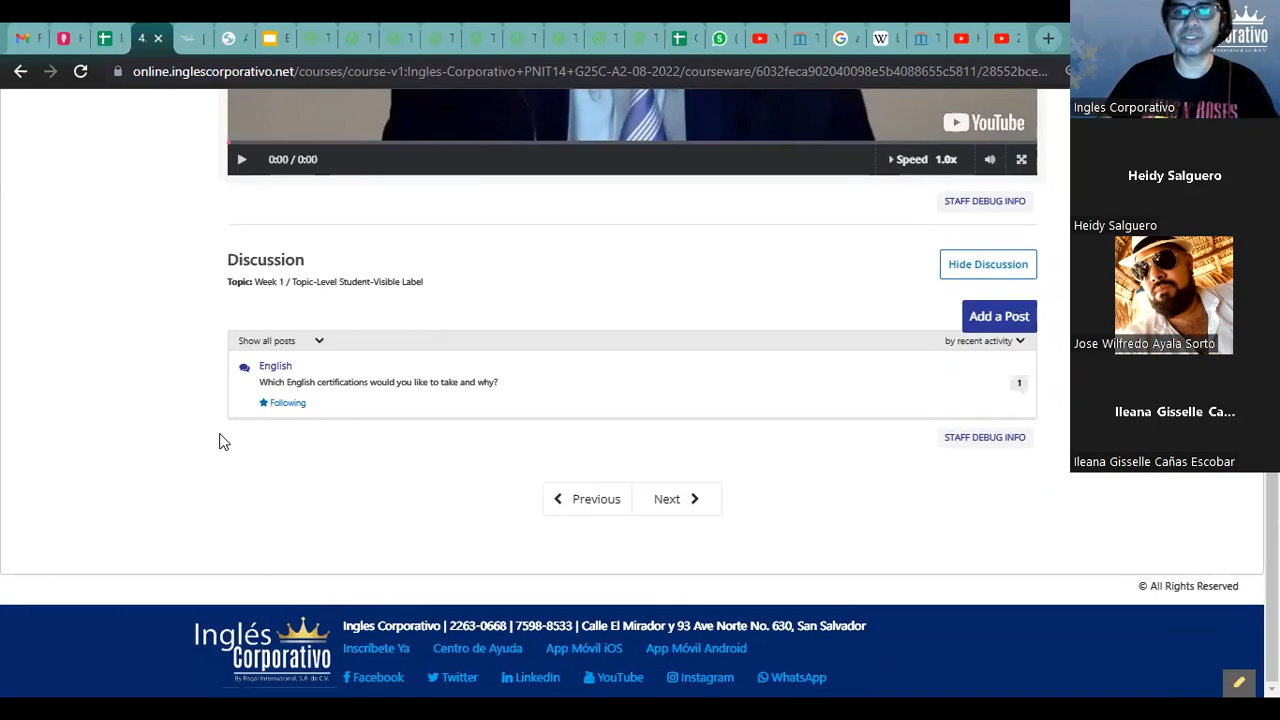 online.inglescorporativo.net/courses/course-v1:Ingles-Corporativo+PNIT14+G25C-A2-08-2022/courseware/6032feca902040098e5b4088655c5811/28552bce...
YouTube
0:00 / 0:00
Speed 1.0x
STAFF DEBUG INFO
Discussion
Hide Discussion
Topic: Week 1 / Topic-Level Student-Visible Label
Add a Post
Show all posts
by recent activity
English
Which English certifications would you like to take and why?
1
Following
STAFF DEBUG INFO
Previous
Next
© All Rights Reserved
Inglés
Corporativo
By Regal International, S.A. de C.V.
Ingles Corporativo | 2263-0668 | 7598-8533 | Calle El Mirador y 93 Ave Norte No. 630, San Salvador
Inscríbete Ya Centro de Ayuda App Móvil iOS App Móvil Android
Facebook Twitter LinkedIn YouTube Instagram WhatsApp
Ingles Corporativo
Heidy Salguero
Heidy Salguero
Jose Wilfredo Ayala Sorto
Ileana Gisselle Ca...
Ileana Gisselle Cañas Escobar